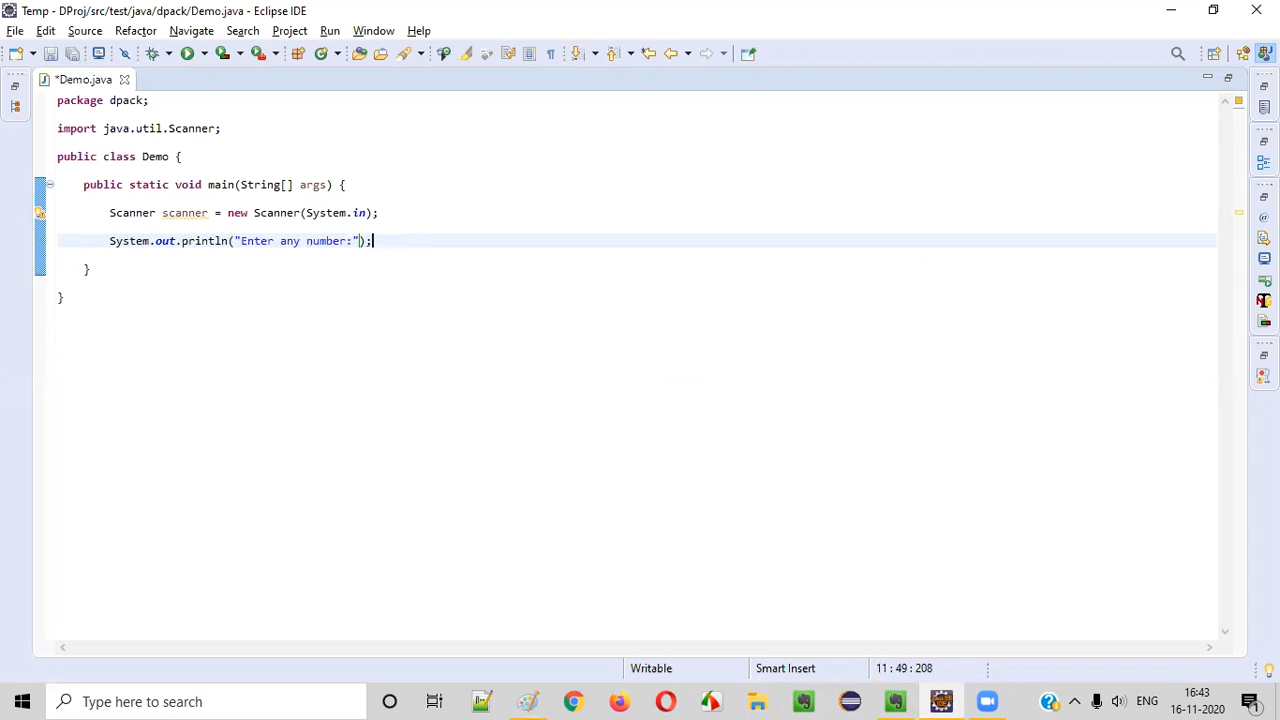 Temp - DProj/src/test/java/dpack/Demo.java - Eclipse IDE
File Edit Source Refactor Navigate Search Project Run Window Help
*Demo.java
package dpack;
import java.util.Scanner;
public class Demo {
public static void main(String[] args) {
Scanner scanner = new Scanner(System.in);
System.out.println("Enter any number:");
}
}
Writable Smart Insert 11 : 49 : 208
Type here to search
ENG
16:43
16-11-2020